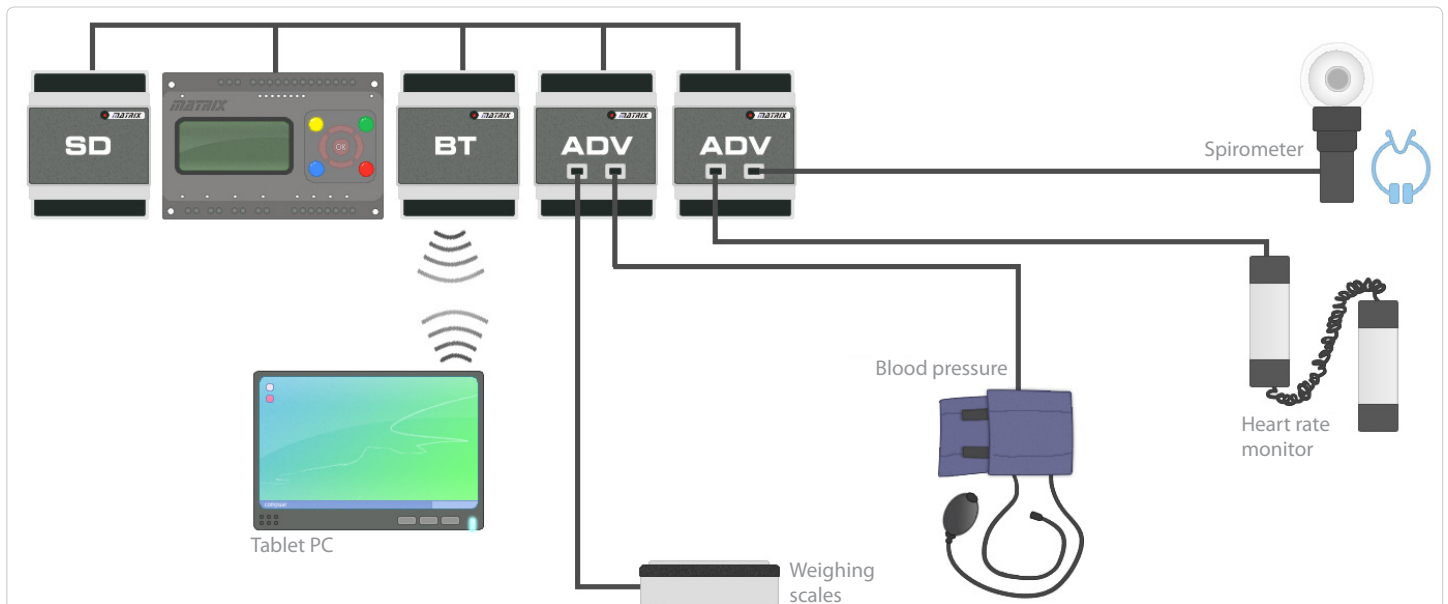 MATRIX
SD
MATRIX
OK
MATRIX
BT
MATRIX
ADV
MATRIX
ADV
Spirometer
Heart rate
monitor
Blood pressure
Tablet PC
Weighing
scales